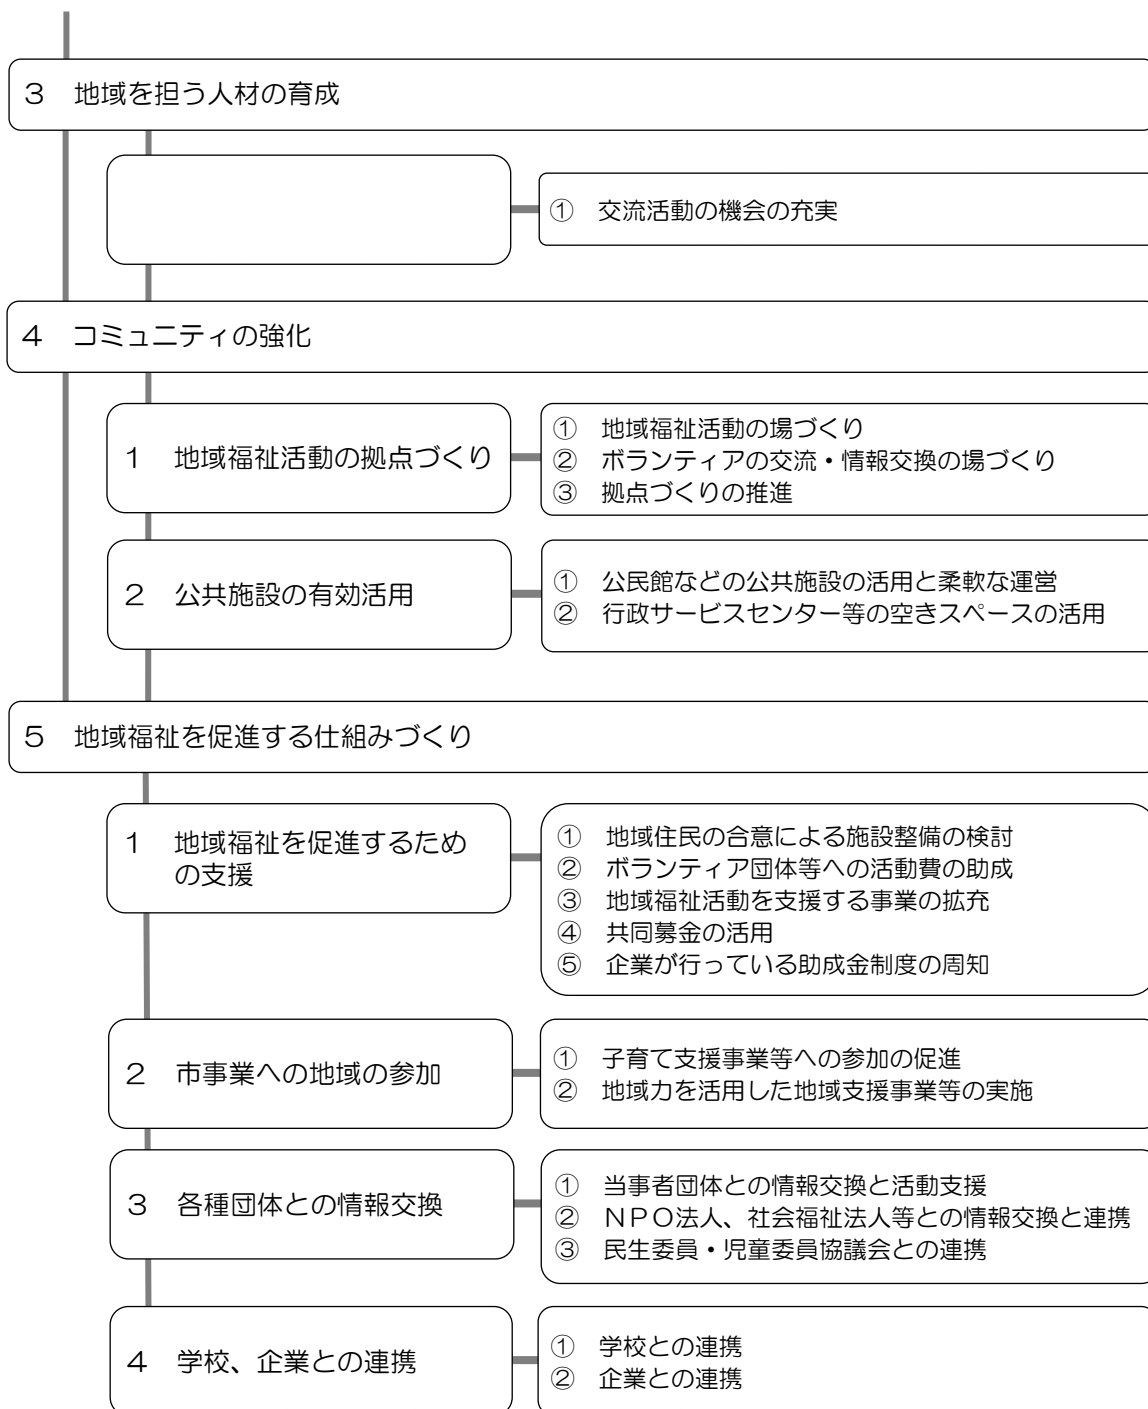 ３　地域を担う人材の育成
①　交流活動の機会の充実
４　コミュニティの強化
１　地域福祉活動の拠点づくり
①　地域福祉活動の場づくり
②　ボランティアの交流・情報交換の場づくり
③　拠点づくりの推進
２　公共施設の有効活用
①　公民館などの公共施設の活用と柔軟な運営
②　行政サービスセンター等の空きスペースの活用
５　地域福祉を促進する仕組みづくり
１　地域福祉を促進するため
の支援
①　地域住民の合意による施設整備の検討
②　ボランティア団体等への活動費の助成
③　地域福祉活動を支援する事業の拡充
④　共同募金の活用
⑤　企業が行っている助成金制度の周知
２　市事業への地域の参加
①　子育て支援事業等への参加の促進
②　地域力を活用した地域支援事業等の実施
３　各種団体との情報交換
①　当事者団体との情報交換と活動支援
②　ＮＰＯ法人、社会福祉法人等との情報交換と連携
③　民生委員・児童委員協議会との連携
４　学校、企業との連携
①　学校との連携
②　企業との連携